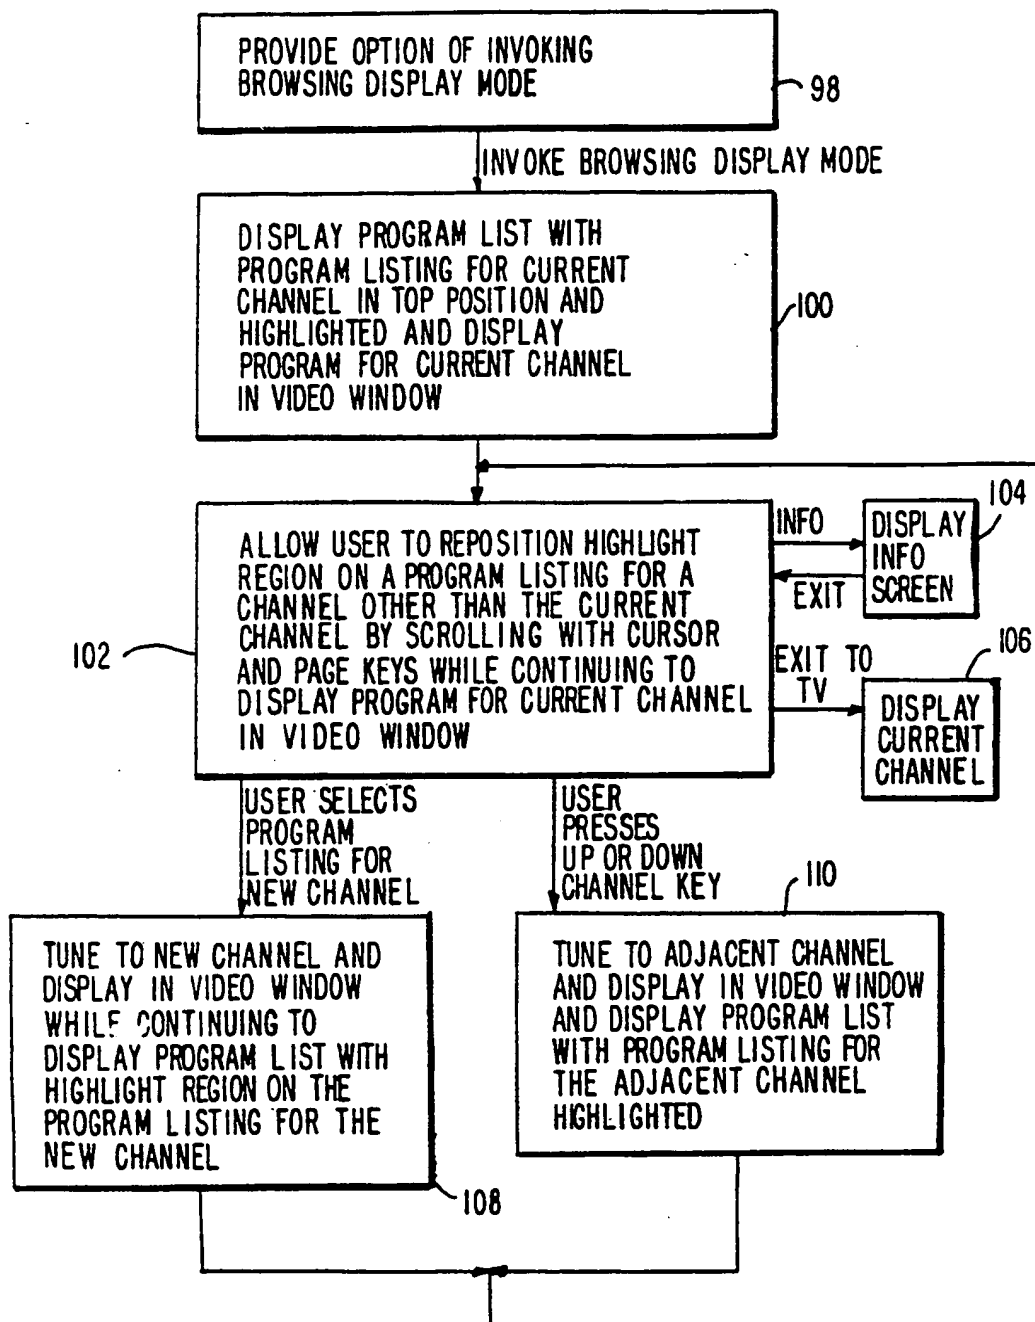 PROVIDE OPTION OF INVOKING
BROWSING DISPLAY MODE
98
INVOKE BROWSING DISPLAY MODE
DISPLAY PROGRAM LIST WITH
PROGRAM LISTING FOR CURRENT
CHANNEL IN TOP POSITION AND
HIGHLIGHTED AND DISPLAY
PROGRAM FOR CURRENT CHANNEL
IN VIDEO WINDOW
100
ALLOW USER TO REPOSITION HIGHLIGHT
REGION ON A PROGRAM LISTING FOR A
CHANNEL OTHER THAN THE CURRENT
CHANNEL BY SCROLLING WITH CURSOR
AND PAGE KEYS WHILE CONTINUING TO
DISPLAY PROGRAM FOR CURRENT CHANNEL
IN VIDEO WINDOW
102
INFO
EXIT
DISPLAY
INFO
SCREEN
104
EXIT TO
TV
DISPLAY
CURRENT
CHANNEL
106
USER SELECTS
PROGRAM
LISTING FOR
NEW CHANNEL
USER
PRESSES
UP OR DOWN
CHANNEL KEY
TUNE TO NEW CHANNEL AND
DISPLAY IN VIDEO WINDOW
WHILE CONTINUING TO
DISPLAY PROGRAM LIST WITH
HIGHLIGHT REGION ON THE
PROGRAM LISTING FOR THE
NEW CHANNEL
108
TUNE TO ADJACENT CHANNEL
AND DISPLAY IN VIDEO WINDOW
AND DISPLAY PROGRAM LIST
WITH PROGRAM LISTING FOR
THE ADJACENT CHANNEL
HIGHLIGHTED
110